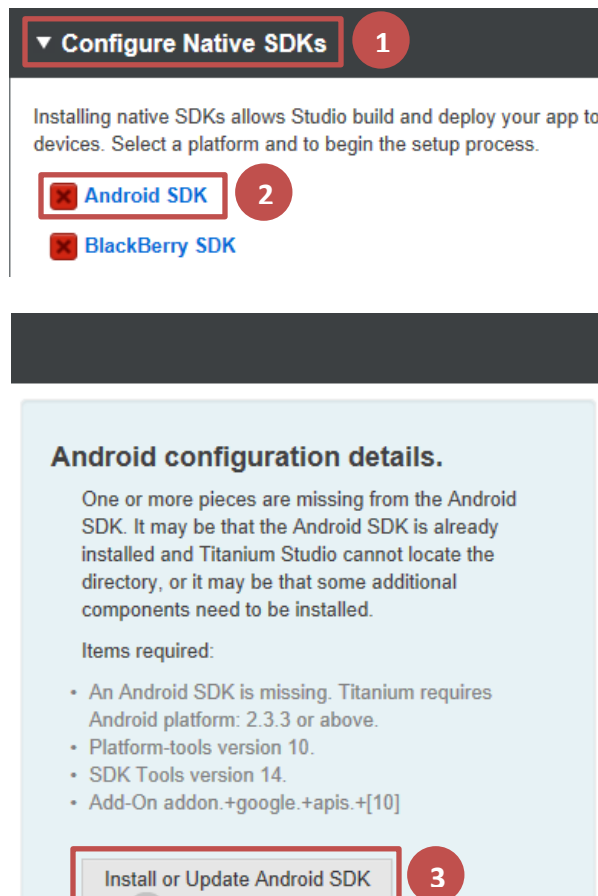 ▼ Configure Native SDKs 1
Installing native SDKs allows Studio build and deploy your app to
devices. Select a platform and to begin the setup process.
Android SDK 2
BlackBerry SDK
Android configuration details.
One or more pieces are missing from the Android
SDK. It may be that the Android SDK is already
installed and Titanium Studio cannot locate the
directory, or it may be that some additional
components need to be installed.
Items required:
• An Android SDK is missing. Titanium requires
Android platform: 2.3.3 or above.
• Platform-tools version 10.
• SDK Tools version 14.
• Add-On addon.+google.+apis.+[10]
Install or Update Android SDK 3